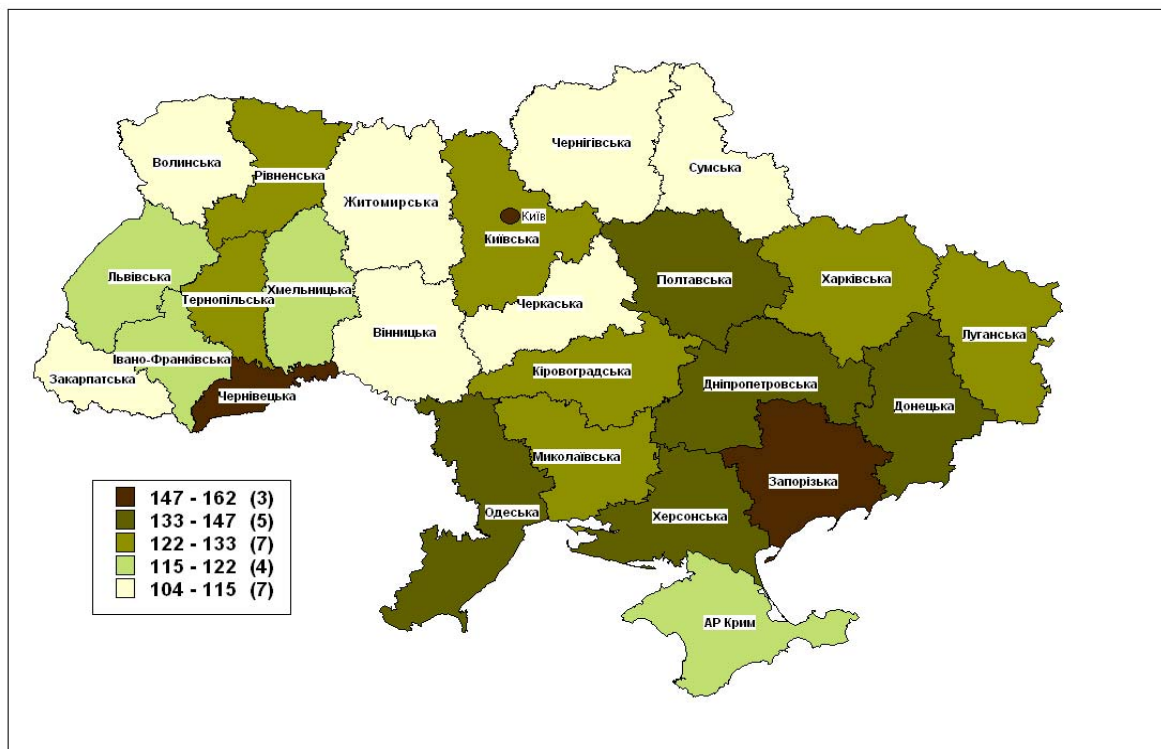 Чернігівська
Сумська
Волинська
Рівненська
Житомирська
Київ
Київська
Львівська
Тернопільська
Хмельницька
Черкаська
Полтавська
Харківська
Луганська
Вінницька
Івано-Франківська
Закарпатська
Чернівецька
Кіровоградська
Дніпропетровська
Донецька
Миколаївська
Запорізька
Одеська
Херсонська
АР Крим
147 - 162 (3)
133 - 147 (5)
122 - 133 (7)
115 - 122 (4)
104 - 115 (7)